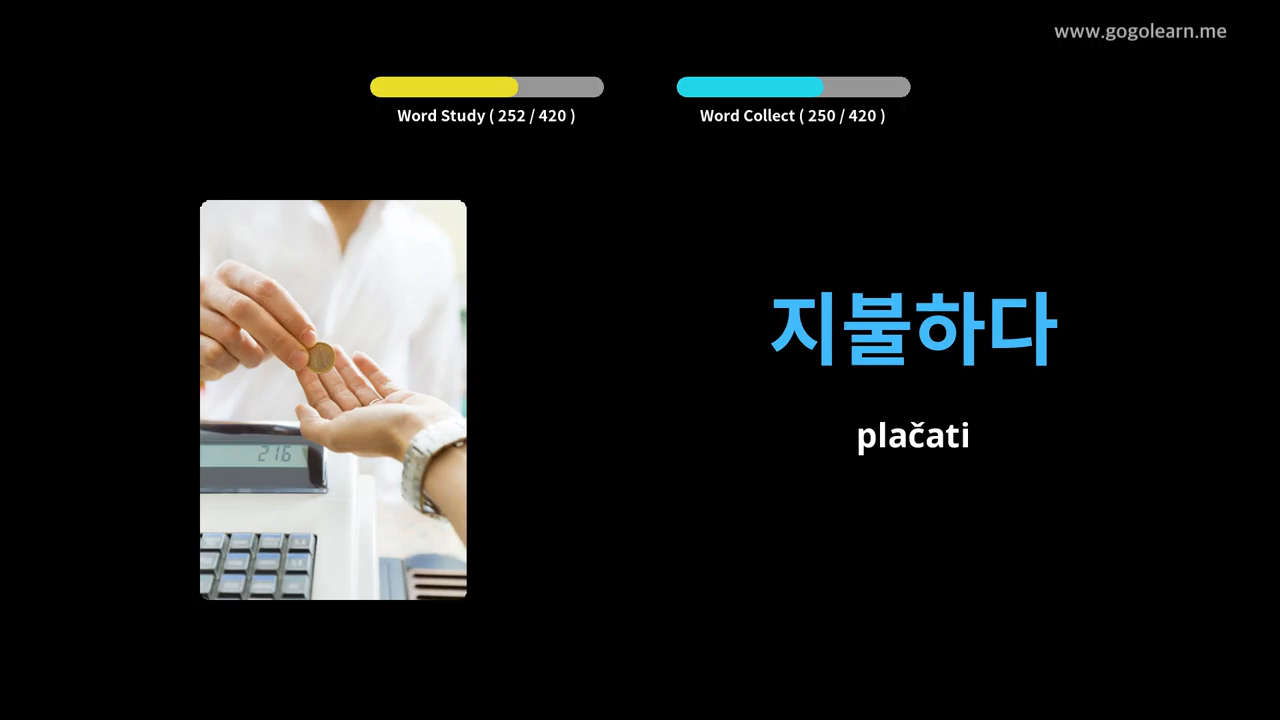 www.gogolearn.me
Word Study ( 252 / 420 )
Word Collect ( 250 / 420 )
지불하다
plačati
216